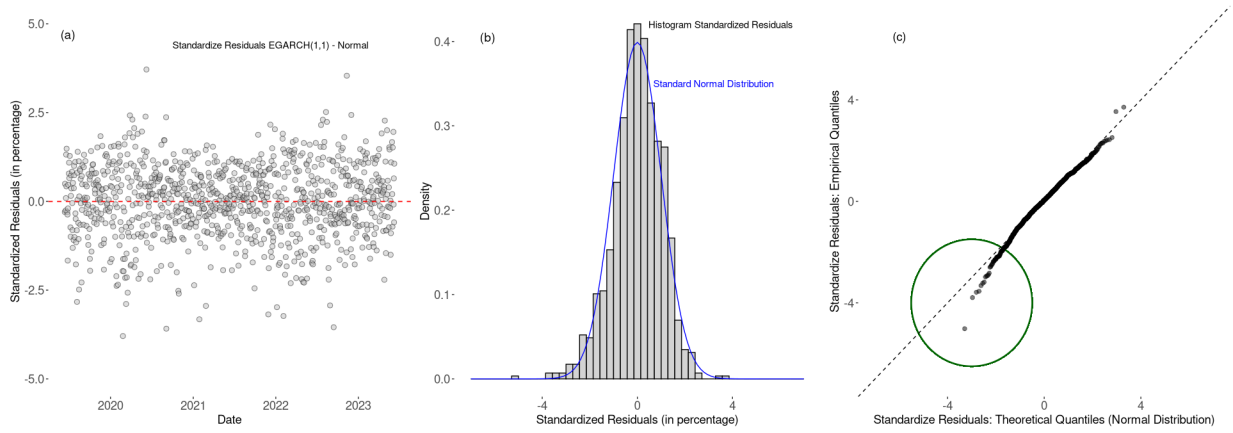 (a)
Standardize Residuals EGARCH(1,1) - Normal
5.0
2.5
0.0
-2.5
-5.0
Standardized Residuals (in percentage)
2020
2021
2022
2023
Date
(b)
Histogram Standardized Residuals
Standard Normal Distribution
0.4
0.3
0.2
0.1
0.0
Density
-4
0
4
Standardized Residuals (in percentage)
(c)
4
0
-4
Standardize Residuals: Empirical Quantiles
-4
0
4
Standardize Residuals: Theoretical Quantiles (Normal Distribution)